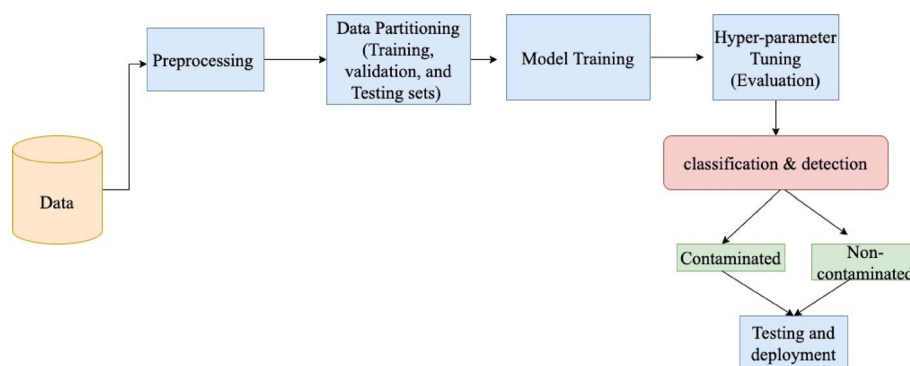 Data
Preprocessing
Data Partitioning
(Training,
validation, and
Testing sets)
Model Training
Hyper-parameter
Tuning
(Evaluation)
classification & detection
Contaminated
Non-
contaminated
Testing and
deployment